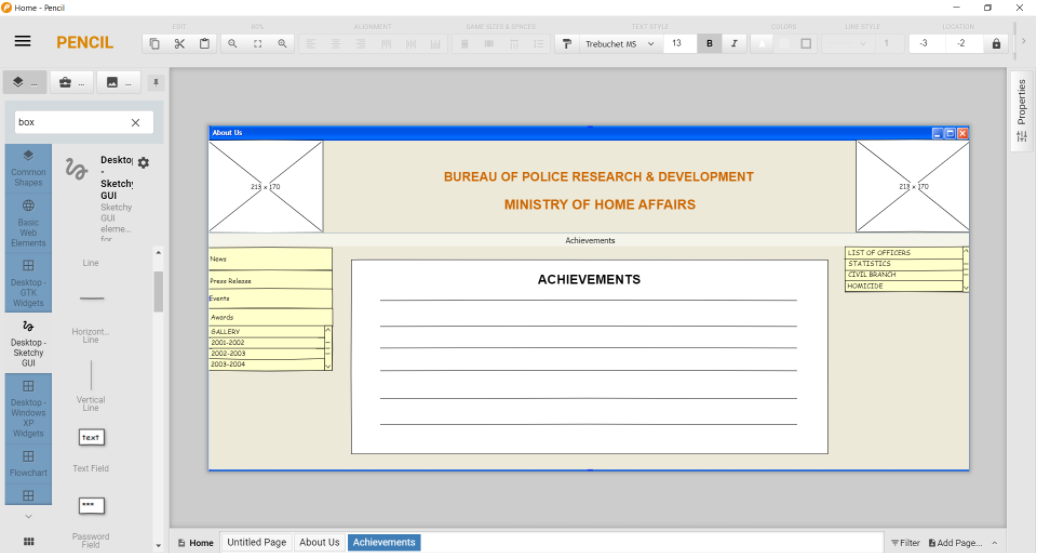 Home - Pencil
PENCIL
EDIT
80%
ALIGNMENT
SAME SIZES & SPACES
TEXT STYLE
COLORS
LINE STYLE
LOCATION
Trebuchet MS
13
B
I
A
1
-3
-2
...
...
...
box
Common Shapes
Basic Web Elements
Desktop - GTK Widgets
Desktop - Sketchy GUI
Desktop - Windows XP Widgets
Flowchart
Desktop
-
Sketchy
GUI
Sketchy
GUI
eleme...
for
Line
Horizont...
Line
Vertical
Line
text
Text Field
***
Password
Field
About Us
213 × 170
BUREAU OF POLICE RESEARCH & DEVELOPMENT
MINISTRY OF HOME AFFAIRS
213 × 170
Achievements
News
Press Releases
Events
Awards
GALLERY
2001-2002
2002-2003
2003-2004
ACHIEVEMENTS
LIST OF OFFICERS
STATISTICS
CIVIL BRANCH
HOMICIDE
Properties
Home
Untitled Page
About Us
Achievements
Filter
Add Page...